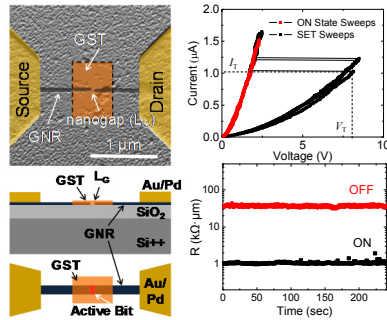 GST
Source
Drain
nanogap (LG)
GNR
1 μm
ON State Sweeps
SET Sweeps
Current (μA)
2.0
1.5
1.0
0.5
0.0
IT
VT
0
5
10
Voltage (V)
GST
LG
Au/Pd
SiO2
Si++
GNR
GST
Au/
Pd
Active Bit
R (kΩ·μm)
100
10
1
OFF
ON
0
50
100
150
200
Time (sec)